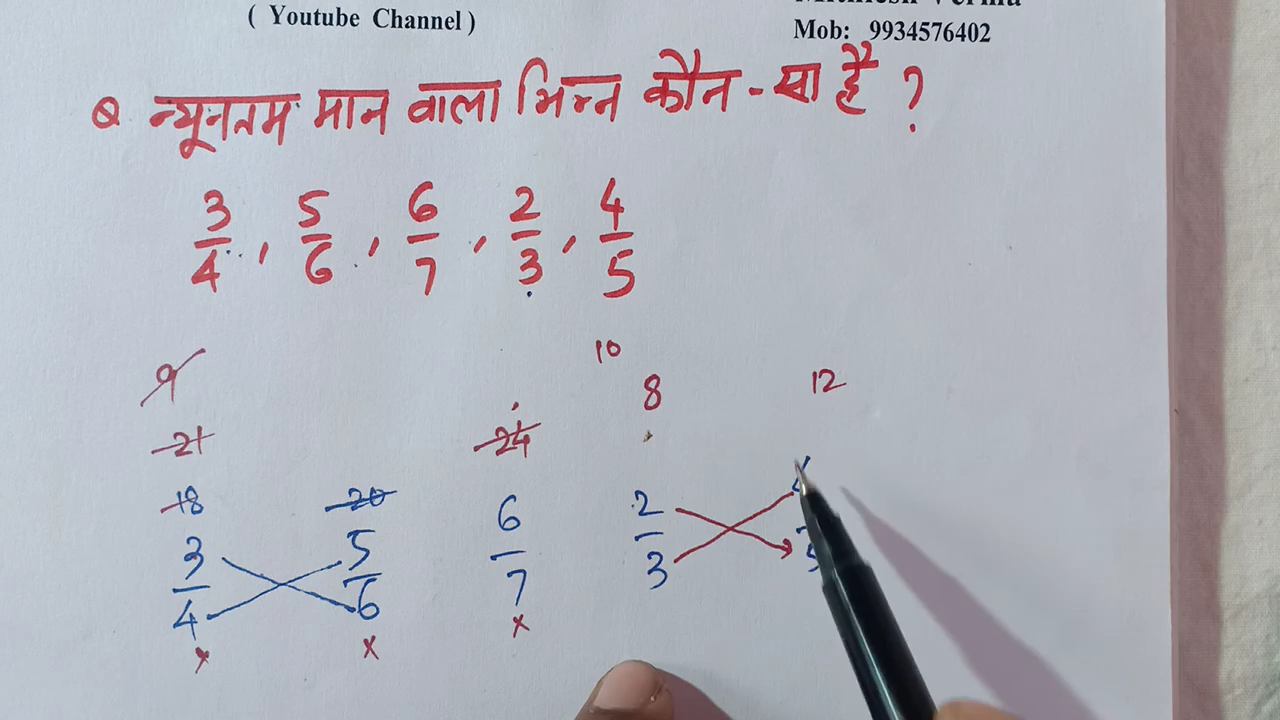 ( Youtube Channel )
Mob: 9934576402
Q न्यूनतम मान वाला भिन्न कौन-सा है ?
3/4 , 5/6 , 6/7 , 2/3 , 4/5
10
9 8 12
21 24
18 20
3/4 5/6 6/7 2/3
x x x